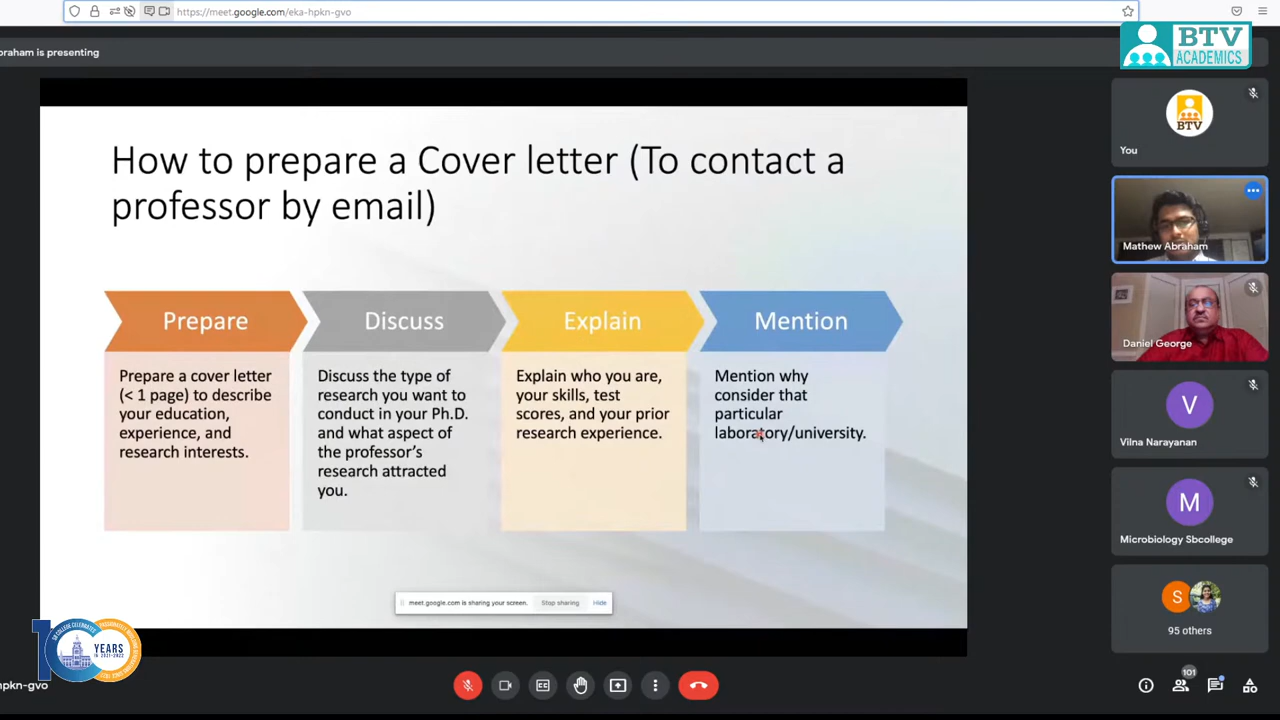 https://meet.google.com/eka-hpkn-gvo
braham is presenting
BTV
ACADEMICS
How to prepare a Cover letter (To contact a
professor by email)
Prepare
Prepare a cover letter
(< 1 page) to describe
your education,
experience, and
research interests.
Discuss
Discuss the type of
research you want to
conduct in your Ph.D.
and what aspect of
the professor’s
research attracted
you.
Explain
Explain who you are,
your skills, test
scores, and your prior
research experience.
Mention
Mention why
consider that
particular
laboratory/university.
meet.google.com is sharing your screen.
Stop sharing
Hide
BTV
You
Mathew Abraham
Daniel George
V
Vilna Narayanan
M
Microbiology Sbcollege
S
95 others
YEARS
IN 2021-2022
hpkn-gvo
101